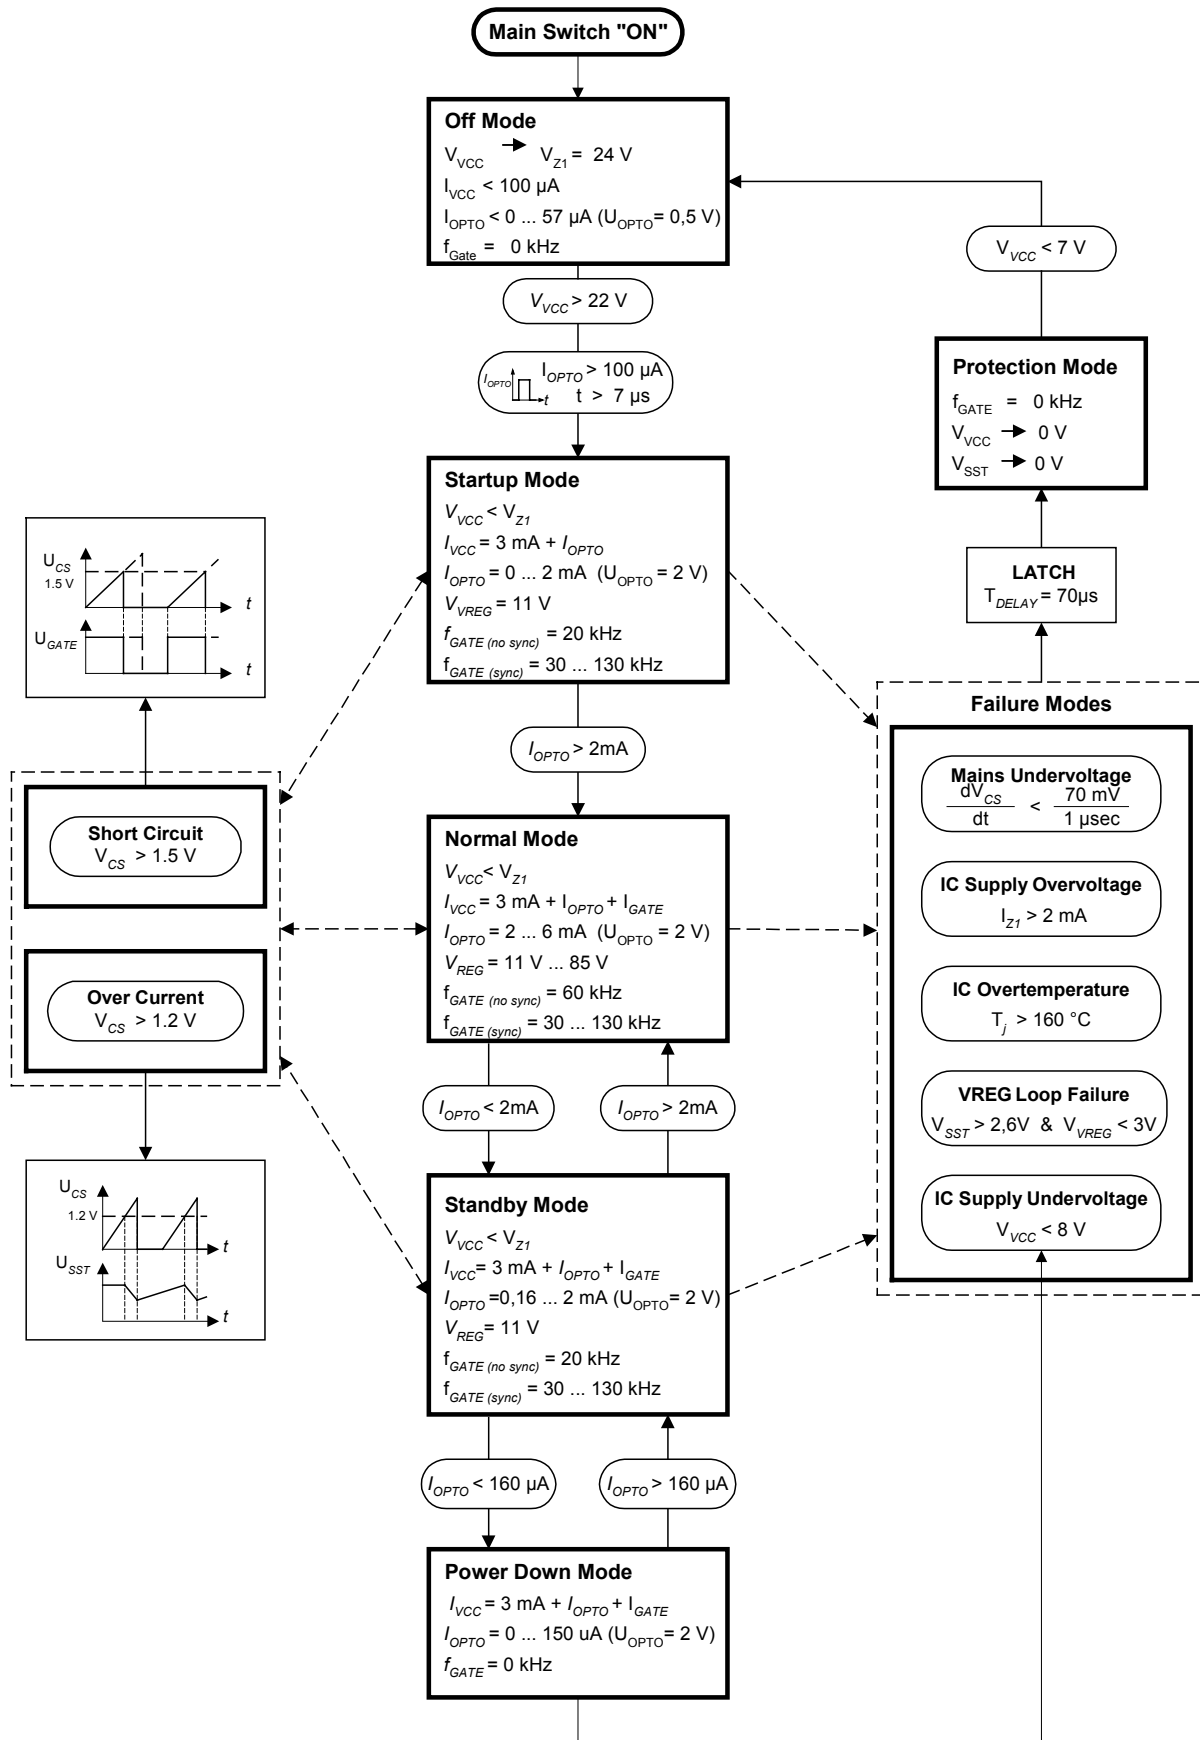 Main Switch "ON"
Off Mode
V_VCC → V_Z1 = 24 V
I_VCC < 100 µA
I_OPTO < 0 ... 57 µA (U_OPTO = 0,5 V)
f_Gate = 0 kHz
V_VCC > 22 V
I_OPTO
t
I_OPTO > 100 µA
t > 7 µs
Startup Mode
V_VCC < V_Z1
I_VCC = 3 mA + I_OPTO
I_OPTO = 0 ... 2 mA (U_OPTO = 2 V)
V_VREG = 11 V
f_GATE (no sync) = 20 kHz
f_GATE (sync) = 30 ... 130 kHz
I_OPTO > 2mA
Normal Mode
V_VCC < V_Z1
I_VCC = 3 mA + I_OPTO + I_GATE
I_OPTO = 2 ... 6 mA (U_OPTO = 2 V)
V_REG = 11 V ... 85 V
f_GATE (no sync) = 60 kHz
f_GATE (sync) = 30 ... 130 kHz
I_OPTO < 2mA
I_OPTO > 2mA
Standby Mode
V_VCC < V_Z1
I_VCC = 3 mA + I_OPTO + I_GATE
I_OPTO =0,16 ... 2 mA (U_OPTO = 2 V)
V_REG = 11 V
f_GATE (no sync) = 20 kHz
f_GATE (sync) = 30 ... 130 kHz
I_OPTO < 160 µA
I_OPTO > 160 µA
Power Down Mode
I_VCC = 3 mA + I_OPTO + I_GATE
I_OPTO = 0 ... 150 uA (U_OPTO = 2 V)
f_GATE = 0 kHz
U_CS
1.5 V
t
U_GATE
t
Short Circuit
V_CS > 1.5 V
Over Current
V_CS > 1.2 V
U_CS
1.2 V
t
U_SST
t
V_VCC < 7 V
Protection Mode
f_GATE = 0 kHz
V_VCC → 0 V
V_SST → 0 V
LATCH
T_DELAY = 70µs
Failure Modes
Mains Undervoltage
dV_CS / dt < 70 mV / 1 µsec
IC Supply Overvoltage
I_Z1 > 2 mA
IC Overtemperature
T_j > 160 °C
VREG Loop Failure
V_SST > 2,6V & V_VREG < 3V
IC Supply Undervoltage
V_VCC < 8 V